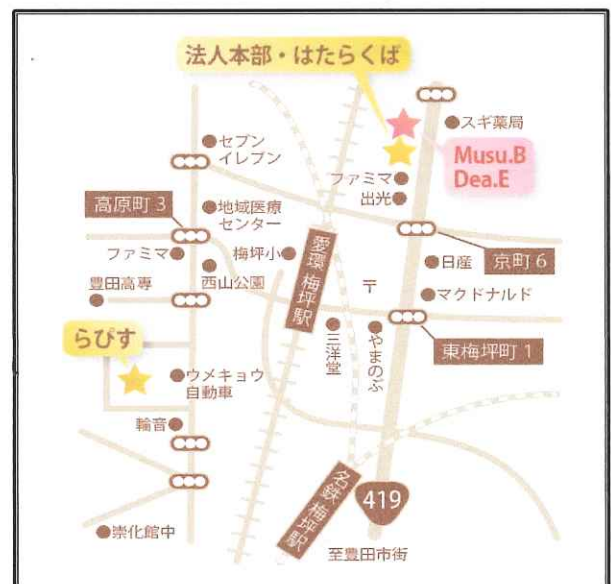 法人本部・はたらくば
スギ薬局
セブン
イレブン
Musu.B
Dea.E
ファミマ
出光
高原町 3
地域医療
センター
ファミマ
梅坪小
愛環 梅坪駅
日産
京町 6
豊田高専
西山公園
〒
マクドナルド
らぴす
三洋堂
やまのぶ
東梅坪町 1
ウメキョウ
自動車
輪音
名鉄 梅坪駅
419
崇化館中
至豊田市街